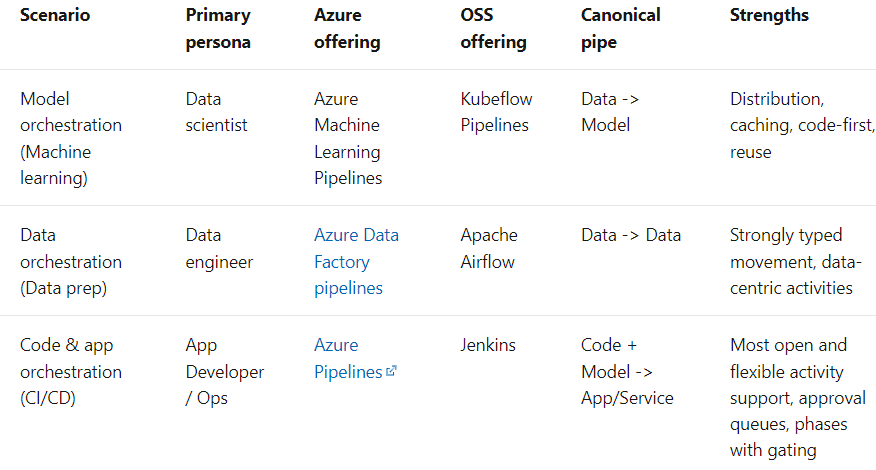 Scenario Primary persona Azure offering OSS offering Canonical pipe Strengths
Model orchestration (Machine learning) Data scientist Azure Machine Learning Pipelines Kubeflow Pipelines Data -> Model Distribution, caching, code-first, reuse
Data orchestration (Data prep) Data engineer Azure Data Factory pipelines Apache Airflow Data -> Data Strongly typed movement, data-centric activities
Code & app orchestration (CI/CD) App Developer / Ops Azure Pipelines Jenkins Code + Model -> App/Service Most open and flexible activity support, approval queues, phases with gating